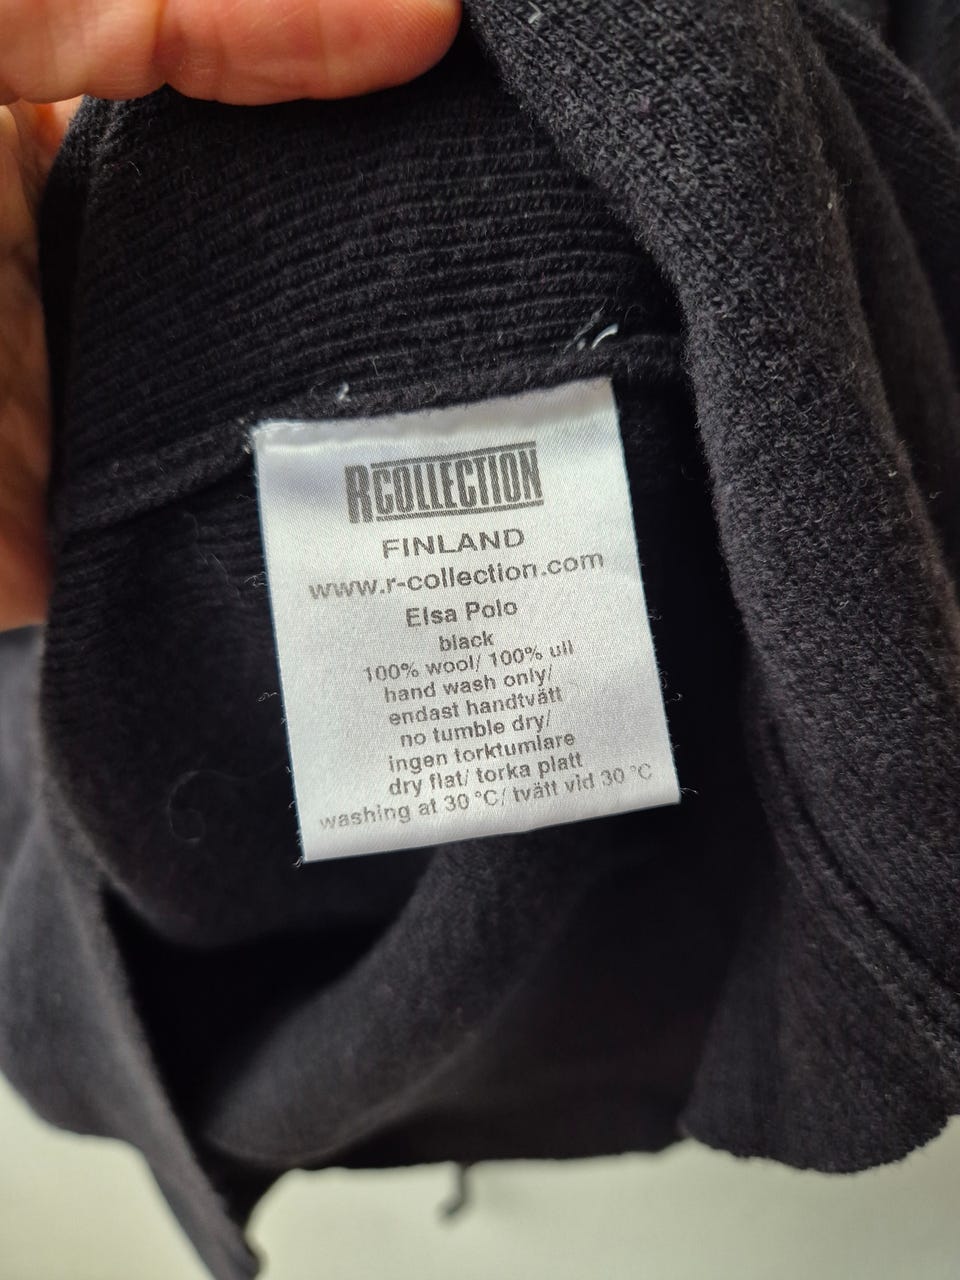 RCOLLECTION
FINLAND
www.r-collection.com
Elsa Polo
black
100% wool/ 100% ull
hand wash only/
endast handtvätt
no tumble dry/
ingen torktumlare
dry flat/ torka platt
washing at 30 °C/ tvätt vid 30 °C